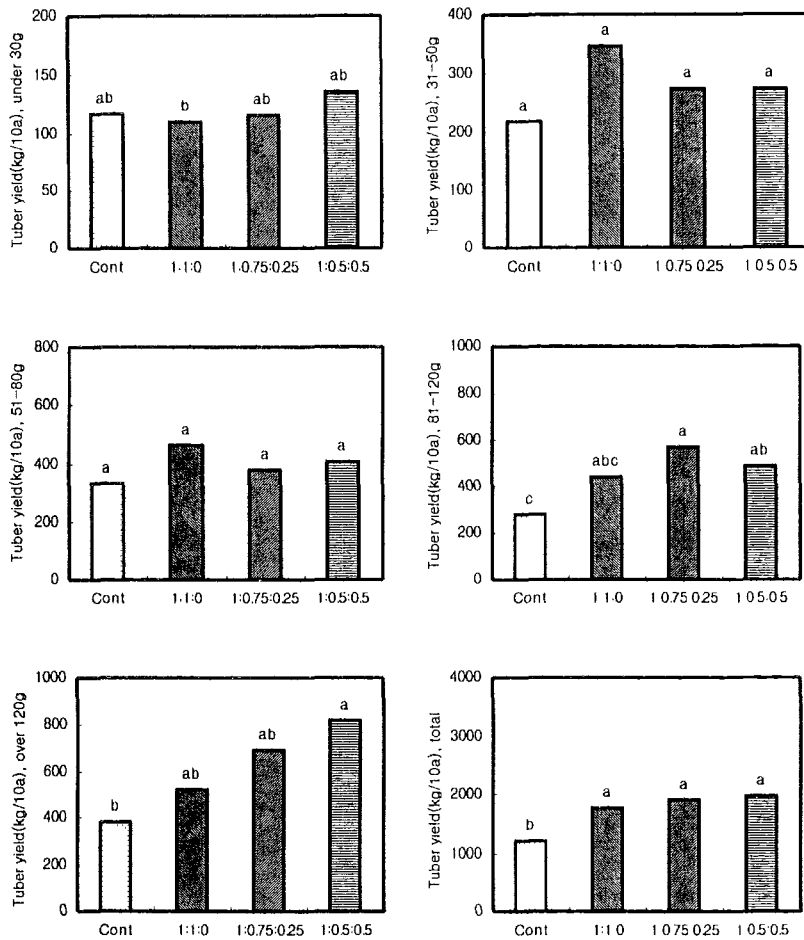 Tuber yield(kg/10a), under 30g
200
150
100
50
0
ab
b
ab
ab
Cont 1.1:0 1.0.75:0.25 1:0.5:0.5
Tuber yield(kg/10a), 31-50g
400
300
200
100
0
a
a
a
a
Cont 1:1:0 1 0.75 0.25 1 0 5 0.5
Tuber yield(kg/10a), 51-80g
800
600
400
200
0
a
a
a
a
Cont 1.1:0 1:0.75:0.25 1:0.5:0.5
Tuber yield(kg/10a), 81-120g
1000
800
600
400
200
0
c
abc
a
ab
Cont 1 1.0 1 0.75 0.25 1 0 5.0 5
Tuber yield(kg/10a), over 120g
1000
800
600
400
200
0
b
ab
ab
a
Cont 1:1:0 1:0.75:0.25 1:0.5:0.5
Tuber yield(kg/10a), total
4000
3000
2000
1000
0
b
a
a
a
Cont 1:1 0 1 0.75 0.25 1 0.5:0.5